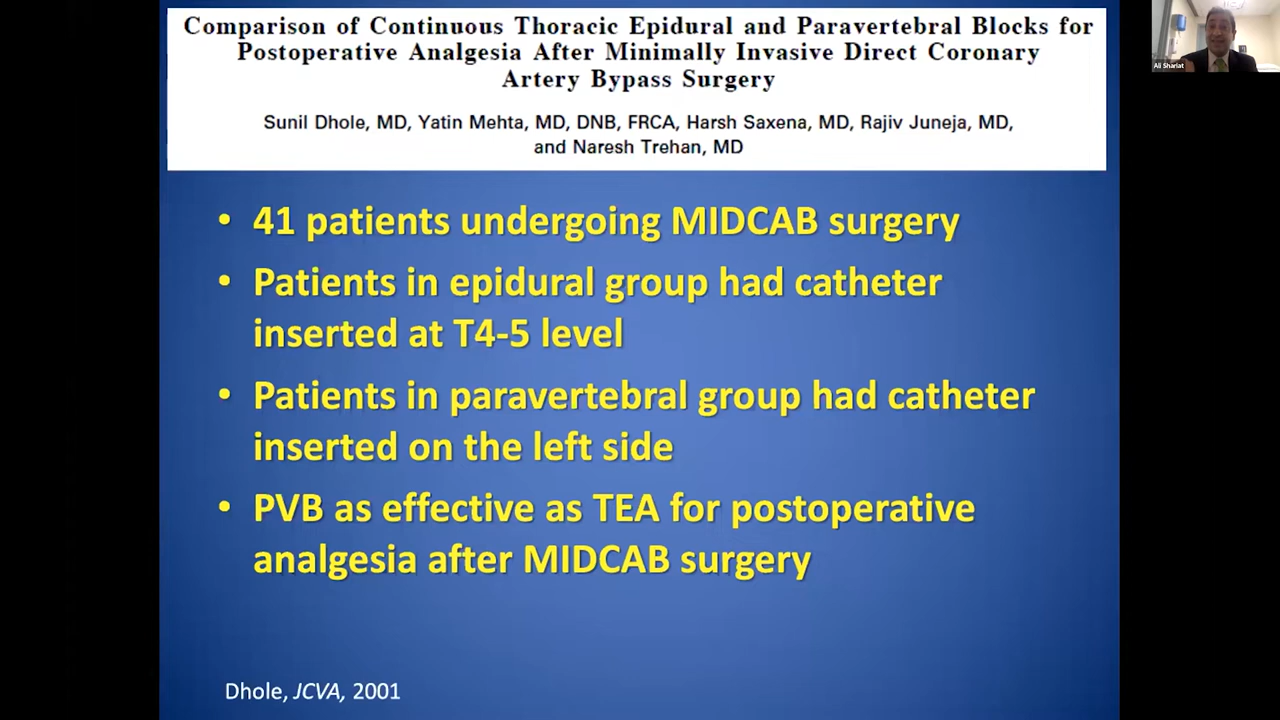 Comparison of Continuous Thoracic Epidural and Paravertebral Blocks for
Postoperative Analgesia After Minimally Invasive Direct Coronary
Artery Bypass Surgery
Sunil Dhole, MD, Yatin Mehta, MD, DNB, FRCA, Harsh Saxena, MD, Rajiv Juneja, MD,
and Naresh Trehan, MD
• 41 patients undergoing MIDCAB surgery
• Patients in epidural group had catheter
inserted at T4-5 level
• Patients in paravertebral group had catheter
inserted on the left side
• PVB as effective as TEA for postoperative
analgesia after MIDCAB surgery
Dhole, JCVA, 2001
Ali Shariat